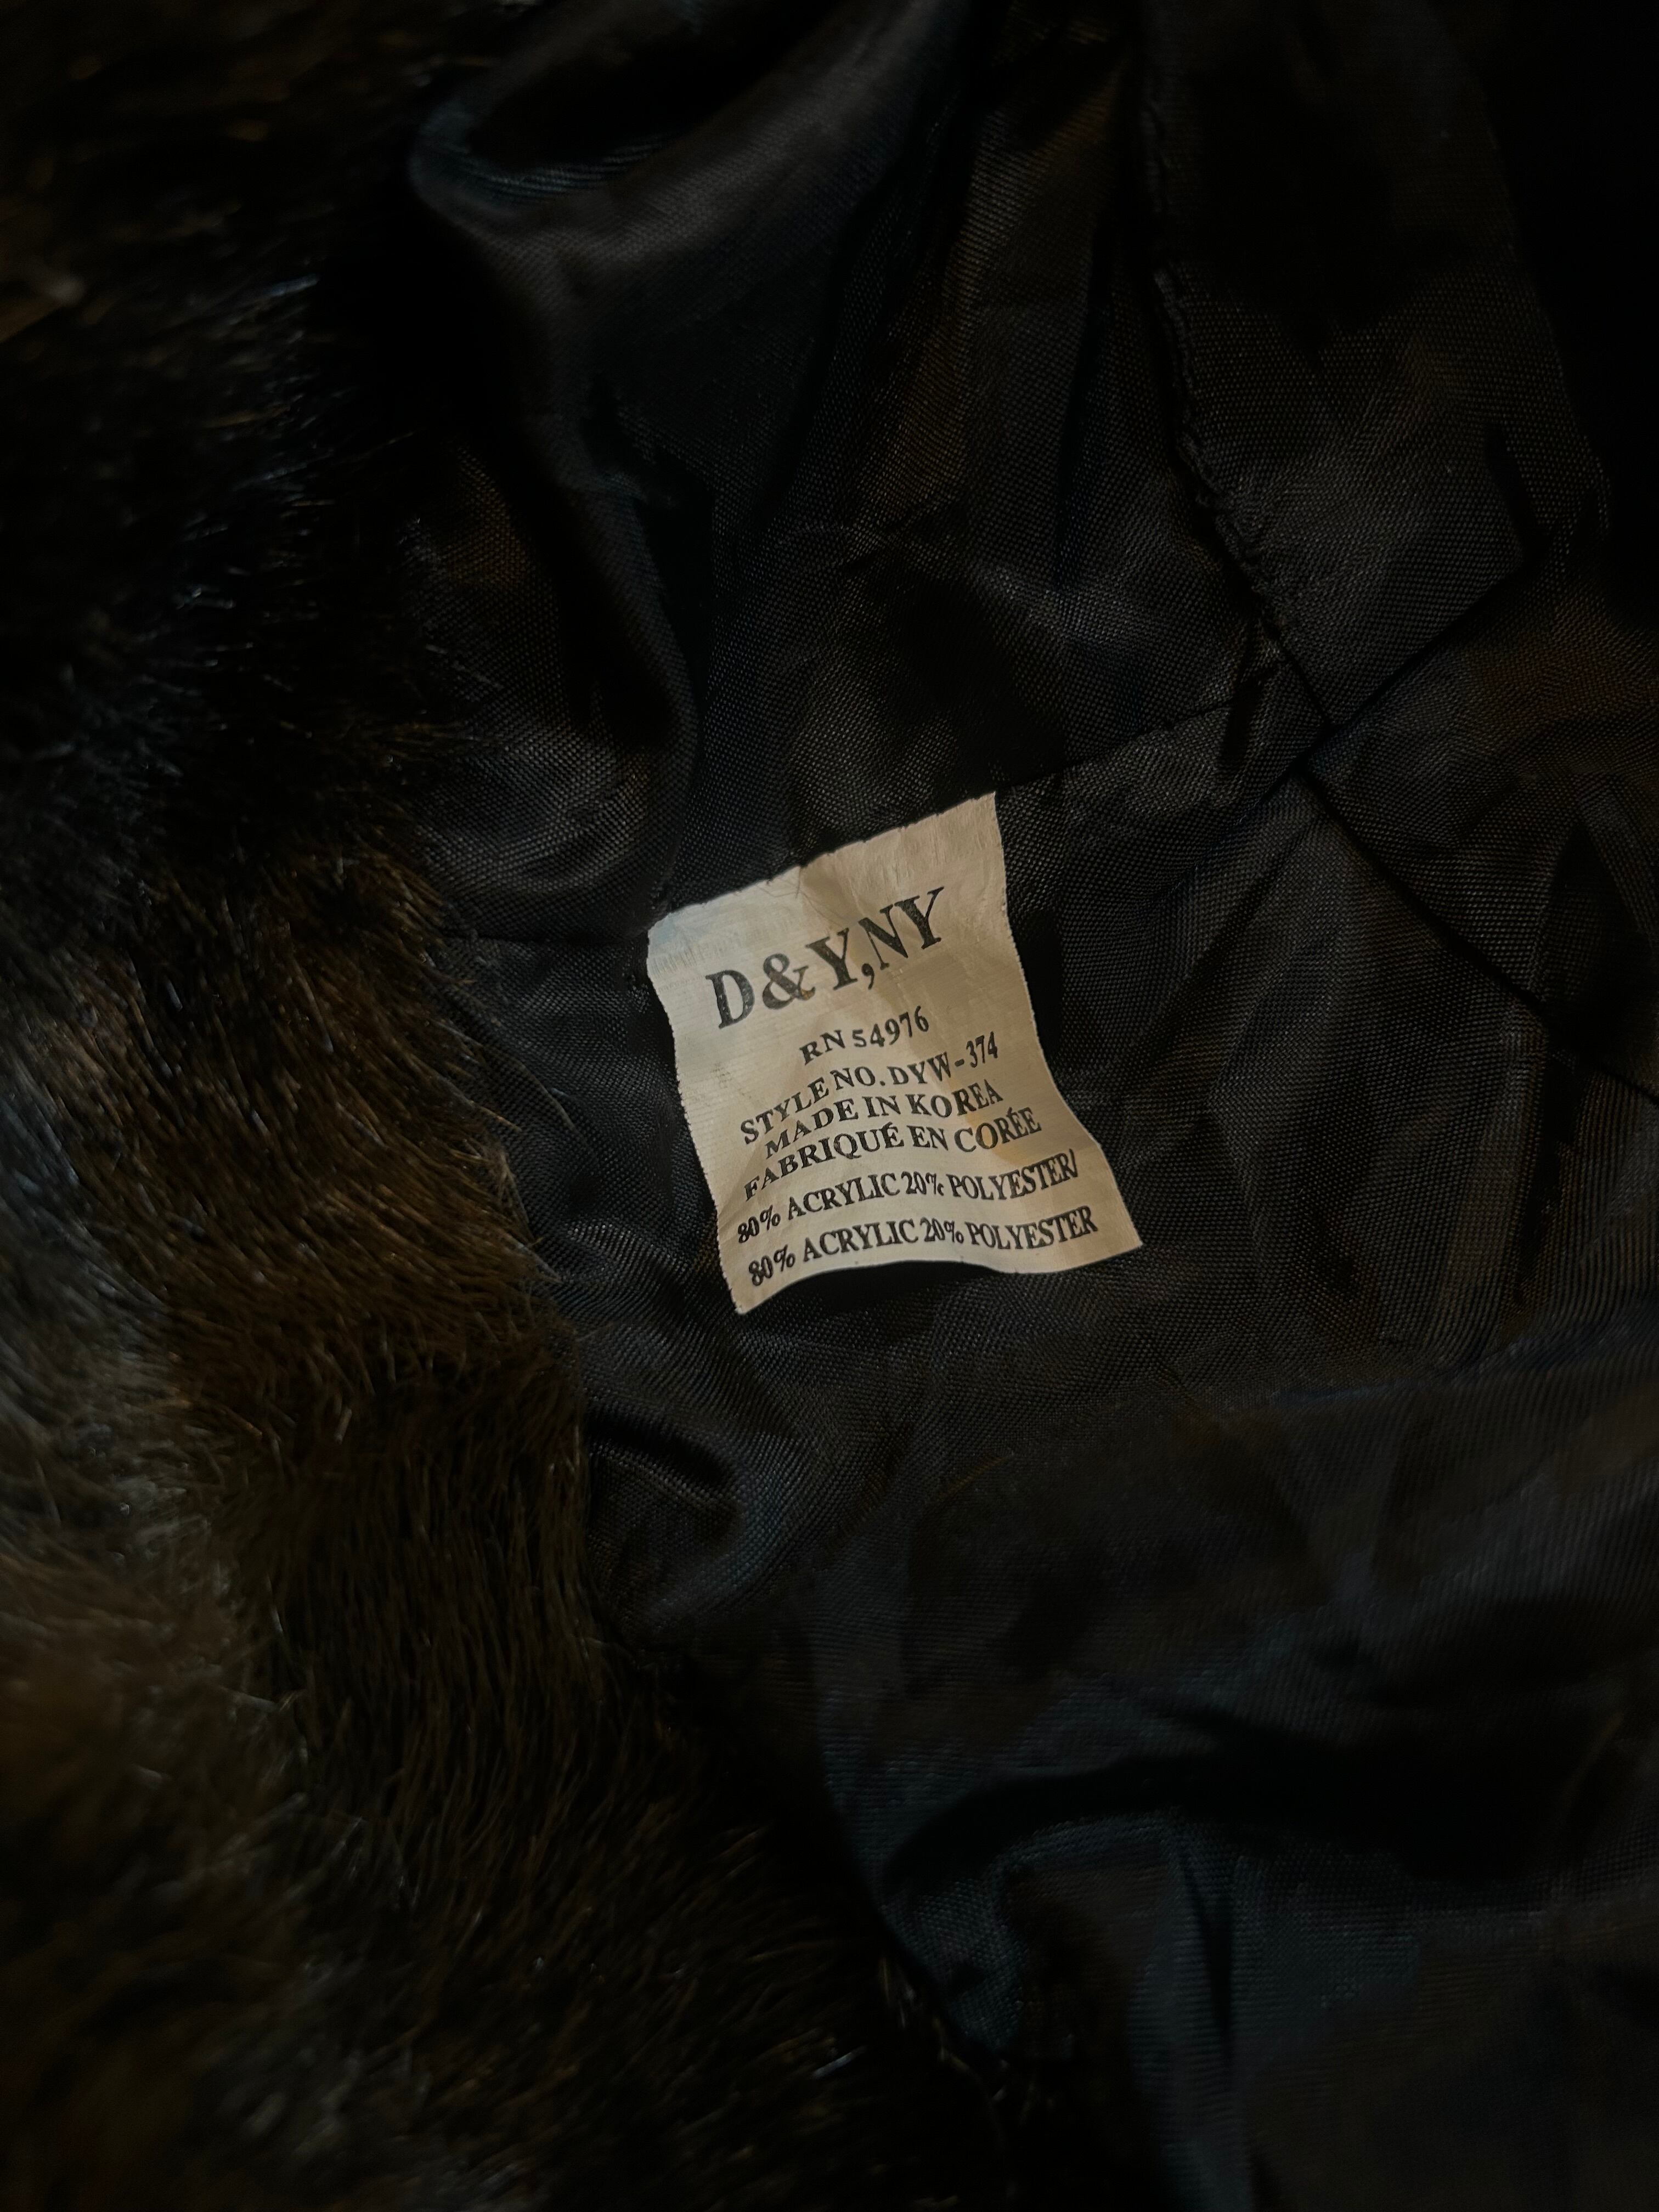 D&Y,NY
RN 54976
STYLE NO. DYW-374
MADE IN KOREA
FABRIQUÉ EN CORÉE
80% ACRYLIC 20% POLYESTER/
80% ACRYLIC 20% POLYESTER